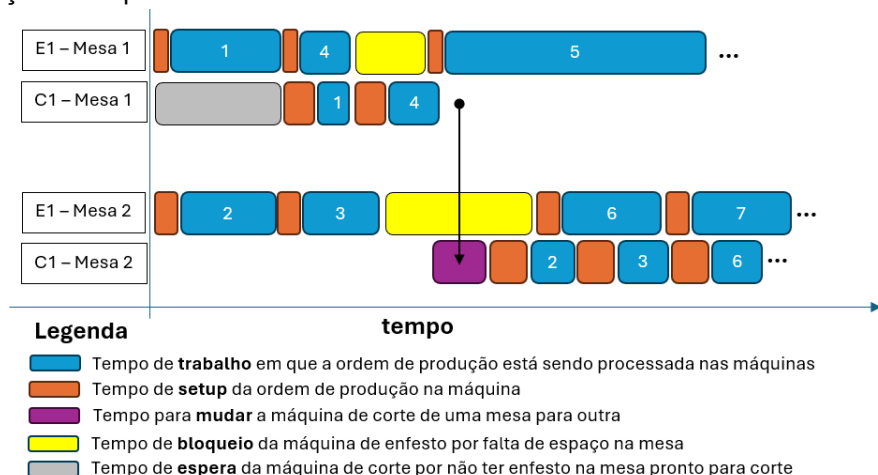 E1 – Mesa 1
1
4
5
...
C1 – Mesa 1
1
4
E1 – Mesa 2
2
3
6
7
...
C1 – Mesa 2
2
3
6
...
tempo
Legenda
Tempo de trabalho em que a ordem de produção está sendo processada nas máquinas
Tempo de setup da ordem de produção na máquina
Tempo para mudar a máquina de corte de uma mesa para outra
Tempo de bloqueio da máquina de enfesto por falta de espaço na mesa
Tempo de espera da máquina de corte por não ter enfesto na mesa pronto para corte